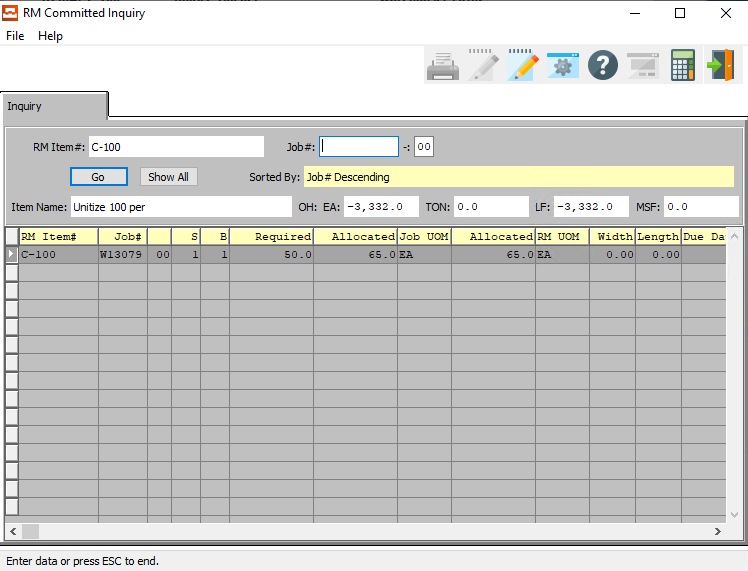 RM Committed Inquiry
File Help
Inquiry
RM Item#: C-100 Job#: -: 00
Go Show All Sorted By: Job# Descending
Item Name: Unitize 100 per OH: EA: -3,332.0 TON: 0.0 LF: -3,332.0 MSF: 0.0
RM Item# Job# S B Required Allocated Job UOM Allocated RM UOM Width Length Due Da
C-100 W13079 00 1 1 50.0 65.0 EA 65.0 EA 0.00 0.00
Enter data or press ESC to end.